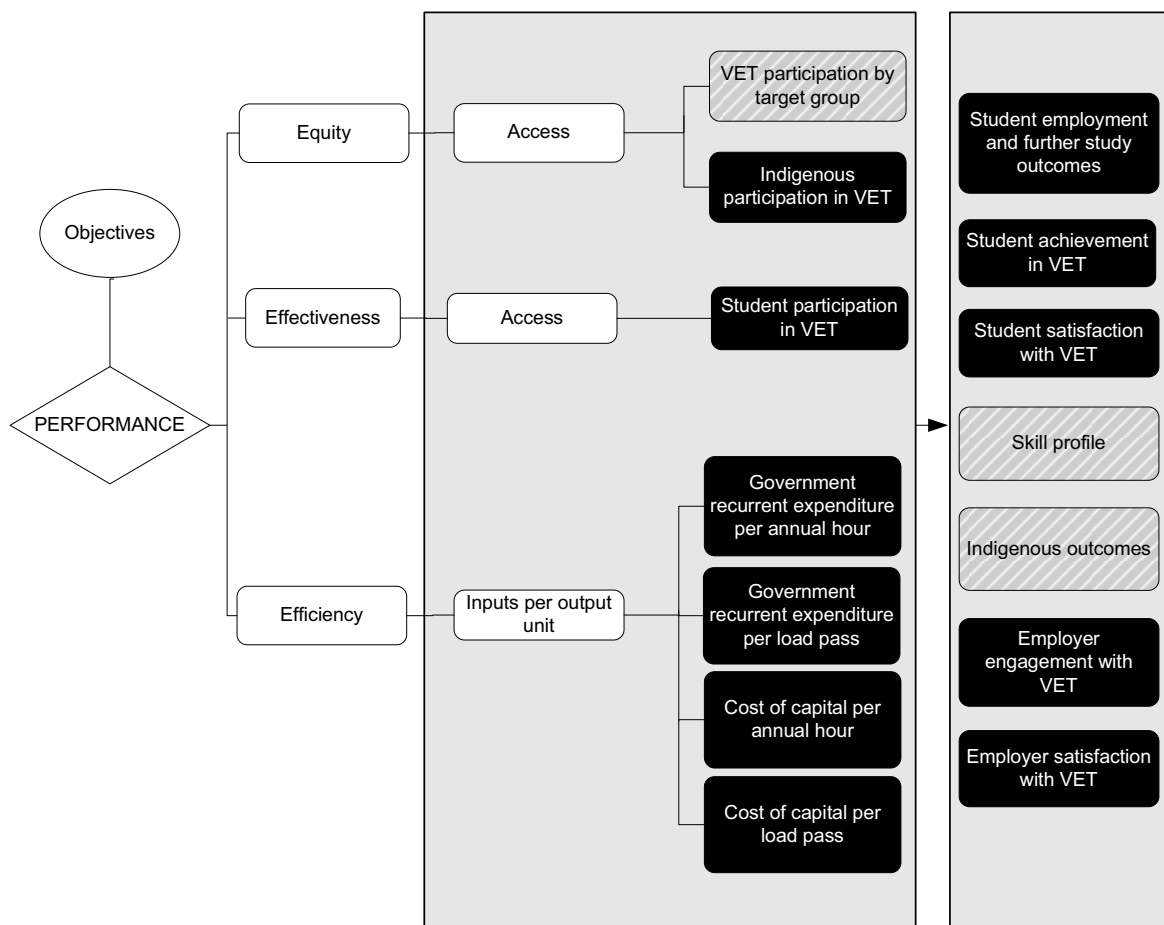 Objectives
PERFORMANCE
Equity
Access
VET participation by
target group
Indigenous
participation in VET
Effectiveness
Access
Student participation
in VET
Efficiency
Inputs per output
unit
Government
recurrent expenditure
per annual hour
Government
recurrent expenditure
per load pass
Cost of capital per
annual hour
Cost of capital per
load pass
Student employment
and further study
outcomes
Student achievement
in VET
Student satisfaction
with VET
Skill profile
Indigenous outcomes
Employer
engagement with
VET
Employer satisfaction
with VET